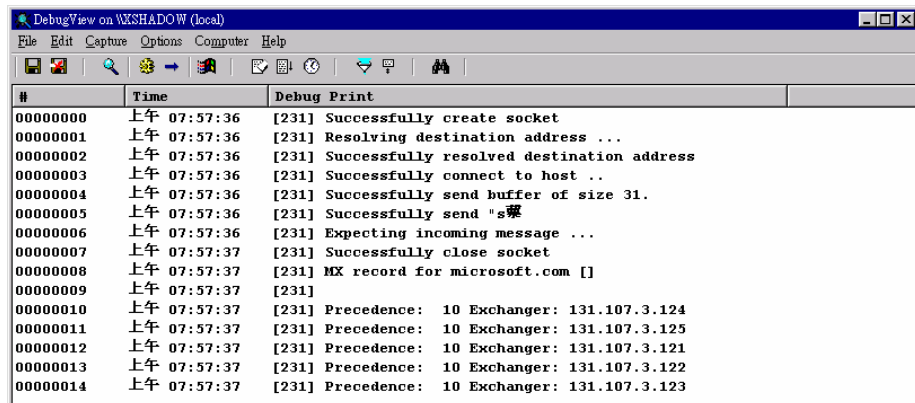 DebugView on \\XSHADOW (local)
File Edit Capture Options Computer Help
# Time Debug Print
00000000 上午 07:57:36 [231] Successfully create socket
00000001 上午 07:57:36 [231] Resolving destination address ...
00000002 上午 07:57:36 [231] Successfully resolved destination address
00000003 上午 07:57:36 [231] Successfully connect to host ..
00000004 上午 07:57:36 [231] Successfully send buffer of size 31.
00000005 上午 07:57:36 [231] Successfully send "s
00000006 上午 07:57:36 [231] Expecting incoming message ...
00000007 上午 07:57:37 [231] Successfully close socket
00000008 上午 07:57:37 [231] MX record for microsoft.com []
00000009 上午 07:57:37 [231]
00000010 上午 07:57:37 [231] Precedence: 10 Exchanger: 131.107.3.124
00000011 上午 07:57:37 [231] Precedence: 10 Exchanger: 131.107.3.125
00000012 上午 07:57:37 [231] Precedence: 10 Exchanger: 131.107.3.121
00000013 上午 07:57:37 [231] Precedence: 10 Exchanger: 131.107.3.122
00000014 上午 07:57:37 [231] Precedence: 10 Exchanger: 131.107.3.123